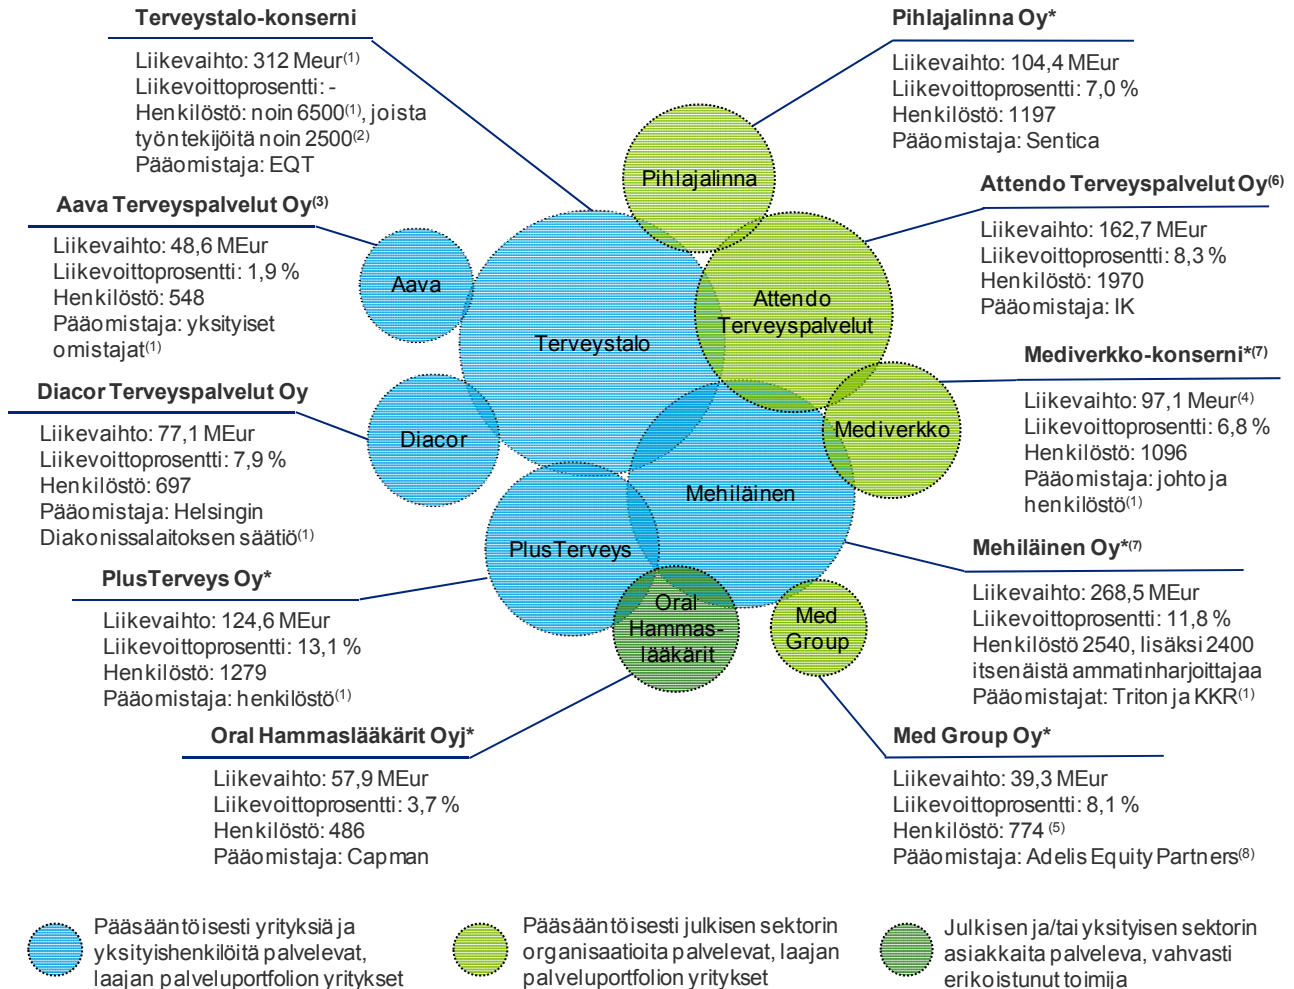 Terveystalo-konserni
Liikevaihto: 312 Meur(1)
Liikevoittoprosentti: -
Henkilöstö: noin 6500(1), joista
työntekijöitä noin 2500(2)
Pääomistaja: EQT
Pihlajalinna Oy*
Liikevaihto: 104,4 MEur
Liikevoittoprosentti: 7,0 %
Henkilöstö: 1197
Pääomistaja: Sentica
Aava Terveyspalvelut Oy(3)
Liikevaihto: 48,6 MEur
Liikevoittoprosentti: 1,9 %
Henkilöstö: 548
Pääomistaja: yksityiset
omistajat(1)
Attendo Terveyspalvelut Oy(6)
Liikevaihto: 162,7 MEur
Liikevoittoprosentti: 8,3 %
Henkilöstö: 1970
Pääomistaja: IK
Diacor Terveyspalvelut Oy
Liikevaihto: 77,1 MEur
Liikevoittoprosentti: 7,9 %
Henkilöstö: 697
Pääomistaja: Helsingin
Diakonissalaitoksen säätiö(1)
Mediverkko-konserni*(7)
Liikevaihto: 97,1 Meur(4)
Liikevoittoprosentti: 6,8 %
Henkilöstö: 1096
Pääomistaja: johto ja
henkilöstö(1)
Pihlajalinna
Aava
Attendo
Terveyspalvelut
Terveystalo
Diacor
Mediverkko
Mehiläinen
PlusTerveys
Oral
Hammas-
lääkärit
Med
Group
PlusTerveys Oy*
Liikevaihto: 124,6 MEur
Liikevoittoprosentti: 13,1 %
Henkilöstö: 1279
Pääomistaja: henkilöstö(1)
Mehiläinen Oy*(7)
Liikevaihto: 268,5 MEur
Liikevoittoprosentti: 11,8 %
Henkilöstö 2540, lisäksi 2400
itsenäistä ammatinharjoittajaa
Pääomistajat: Triton ja KKR(1)
Oral Hammaslääkärit Oyj*
Liikevaihto: 57,9 MEur
Liikevoittoprosentti: 3,7 %
Henkilöstö: 486
Pääomistaja: Capman
Med Group Oy*
Liikevaihto: 39,3 MEur
Liikevoittoprosentti: 8,1 %
Henkilöstö: 774 (5)
Pääomistaja: Adelis Equity Partners(8)
Pääsääntöisesti yrityksiä ja
yksityishenkilöitä palvelevat,
laajan palveluportfolion yritykset
Pääsääntöisesti julkisen sektorin
organisaatioita palvelevat, laajan
palveluportfolion yritykset
Julkisen ja/tai yksityisen sektorin
asiakkaita palveleva, vahvasti
erikoistunut toimija